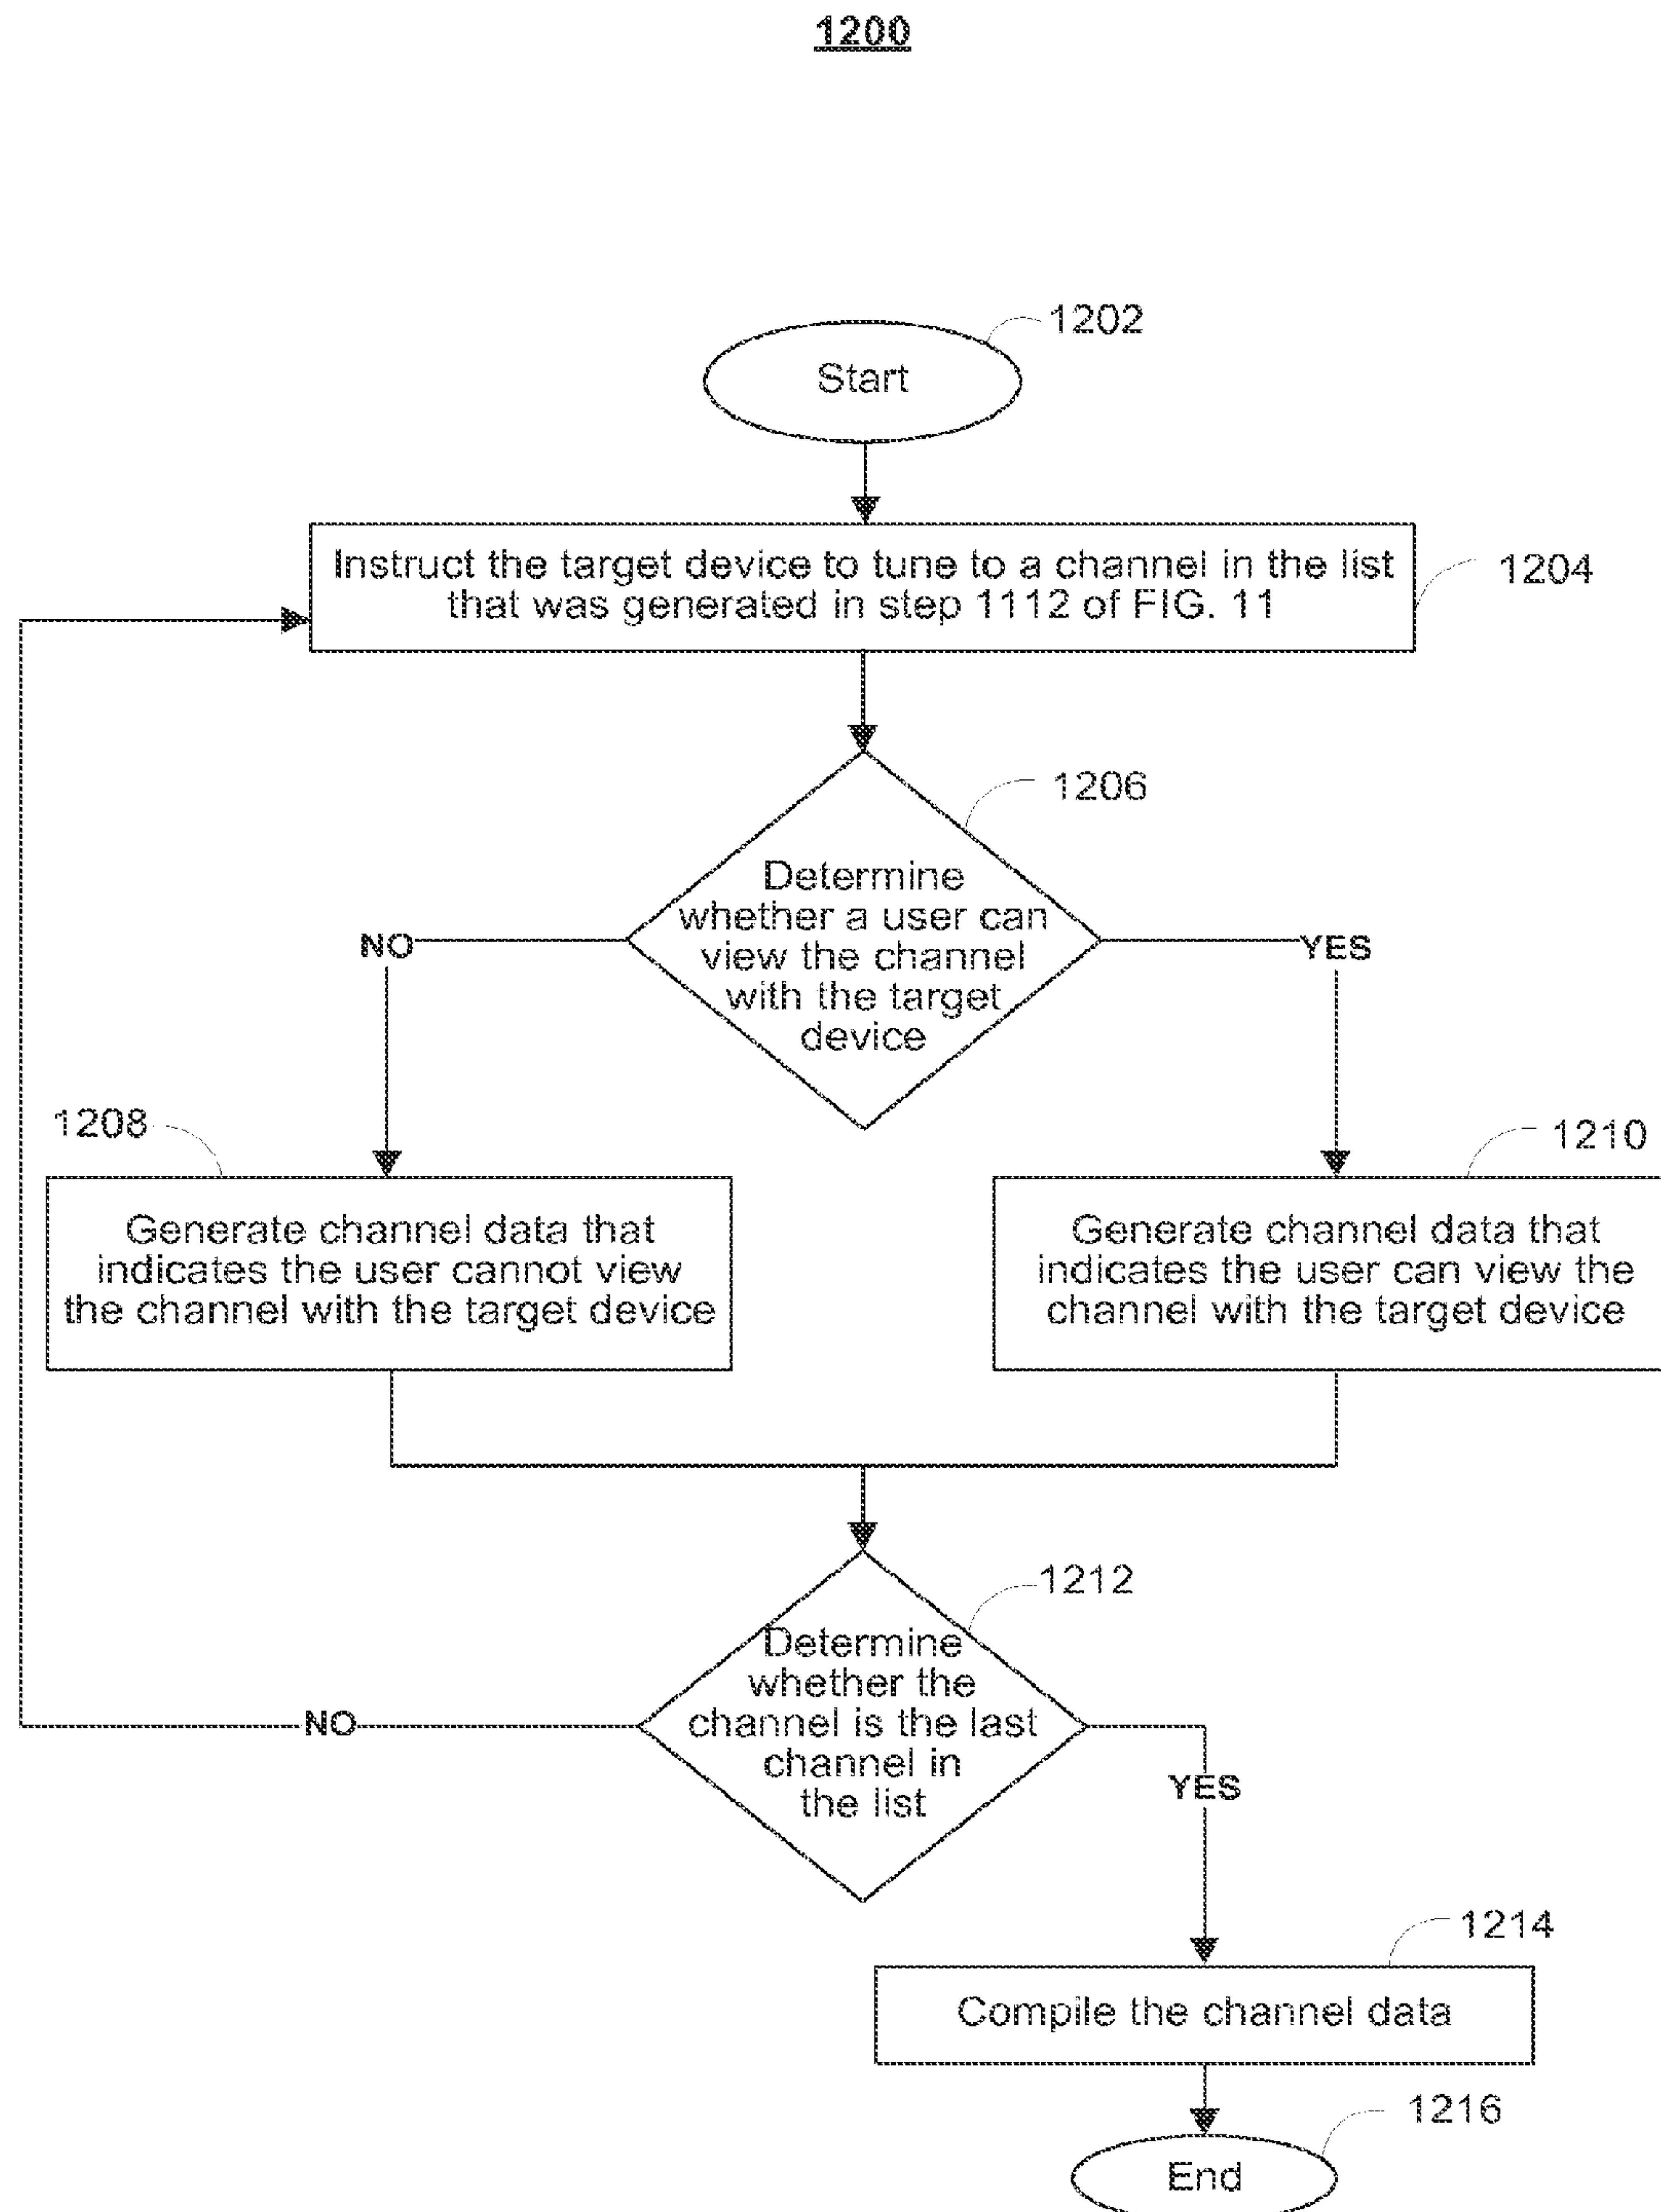 1200
1202
Start
Instruct the target device to tune to a channel in the list
that was generated in step 1112 of FIG. 11
1204
1206
Determine
whether a user can
view the channel
with the target
device
NO
YES
1208
1210
Generate channel data that
indicates the user cannot view
the channel with the target device
Generate channel data that
indicates the user can view the
channel with the target device
1212
Determine
whether the
channel is the last
channel in
the list
NO
YES
1214
Compile the channel data
1216
End